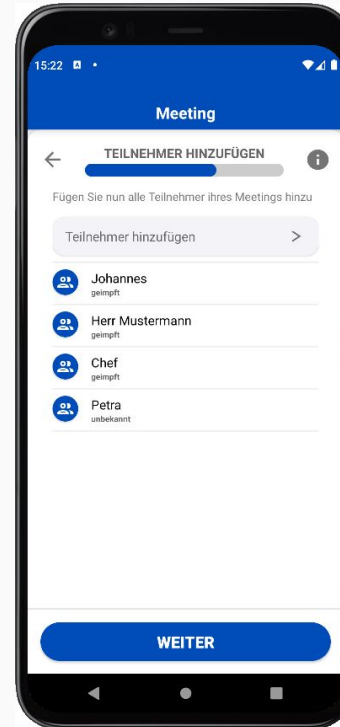 15:22
Meeting
TEILNEHMER HINZUFÜGEN
Fügen Sie nun alle Teilnehmer ihres Meetings hinzu
Teilnehmer hinzufügen
Johannes
geimpft
Herr Mustermann
geimpft
Chef
geimpft
Petra
unbekannt
WEITER